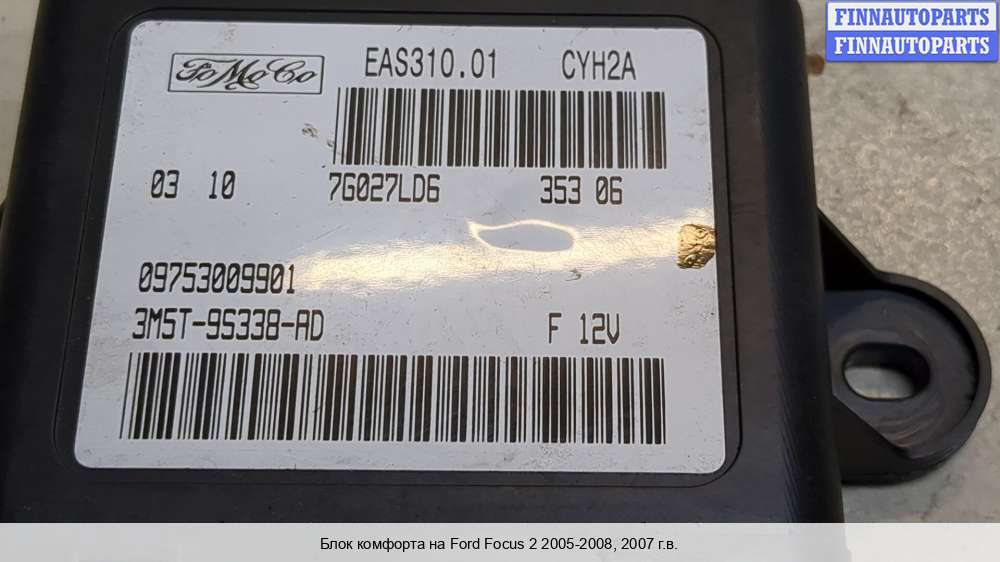 FINNAUTOPARTS
FINNAUTOPARTS
FoMoCo EAS310.01 CYH2A
03 10 7G027LD6 353 06
09753009901
3M5T-9S338-AD F 12V
Блок комфорта на Ford Focus 2 2005-2008, 2007 г.в.